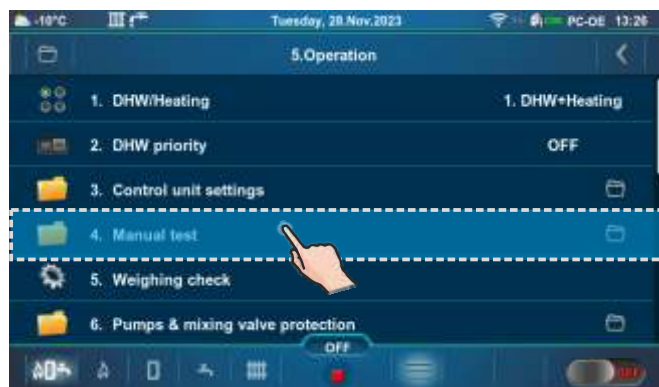 -10°C Tuesday, 28.Nov.2023 PC-OE 13:26
5.Operation
1. DHW/Heating 1. DHW+Heating
2. DHW priority OFF
3. Control unit settings
4. Manual test
5. Weighing check
6. Pumps & mixing valve protection
OFF
OFF